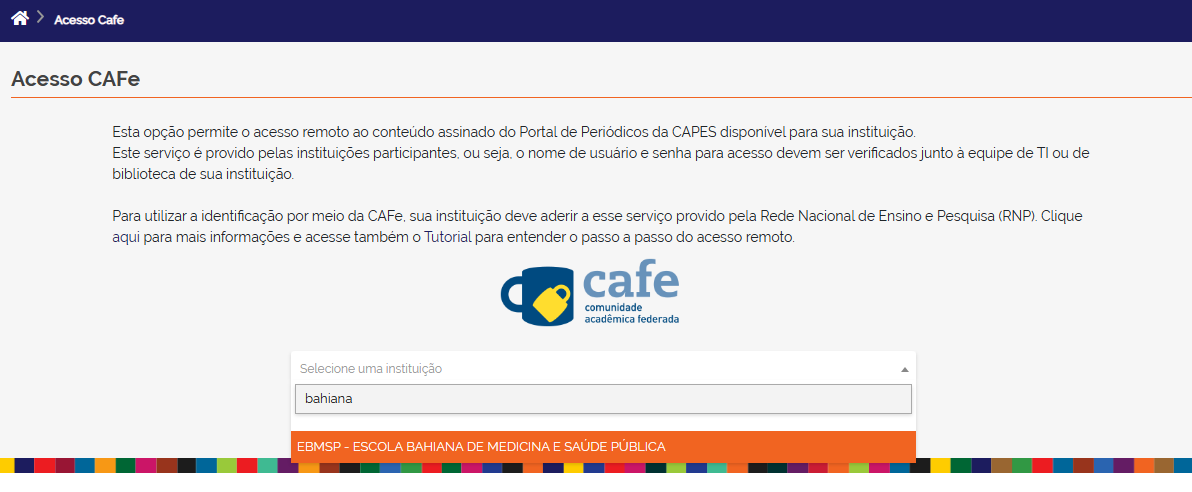 Acesso Cafe
Acesso CAFe
Esta opção permite o acesso remoto ao conteúdo assinado do Portal de Periódicos da CAPES disponível para sua instituição.
Este serviço é provido pelas instituições participantes, ou seja, o nome de usuário e senha para acesso devem ser verificados junto à equipe de TI ou de
biblioteca de sua instituição.
Para utilizar a identificação por meio da CAFe, sua instituição deve aderir a esse serviço provido pela Rede Nacional de Ensino e Pesquisa (RNP). Clique
aqui para mais informações e acesse também o Tutorial para entender o passo a passo do acesso remoto.
cafe
comunidade
acadêmica federada
Selecione uma instituição
bahiana
EBMSP - ESCOLA BAHIANA DE MEDICINA E SAÚDE PÚBLICA